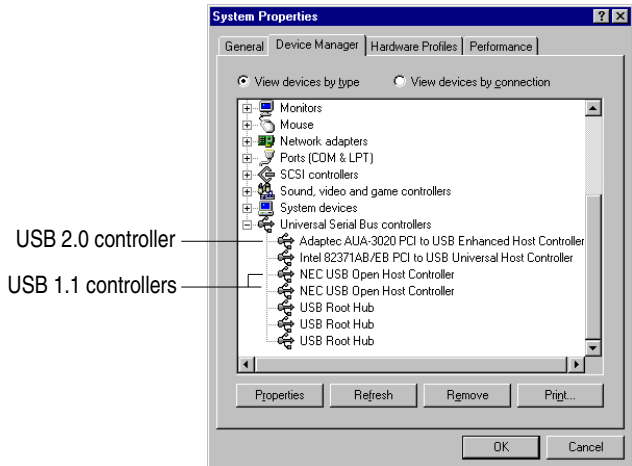 System Properties
General Device Manager Hardware Profiles Performance
View devices by type View devices by connection
Monitors
Mouse
Network adapters
Ports (COM & LPT)
SCSI controllers
Sound, video and game controllers
System devices
Universal Serial Bus controllers
USB 2.0 controller
Adaptec AUA-3020 PCI to USB Enhanced Host Controller
Intel 82371AB/EB PCI to USB Universal Host Controller
USB 1.1 controllers
NEC USB Open Host Controller
NEC USB Open Host Controller
USB Root Hub
USB Root Hub
USB Root Hub
Properties Refresh Remove Print...
OK Cancel